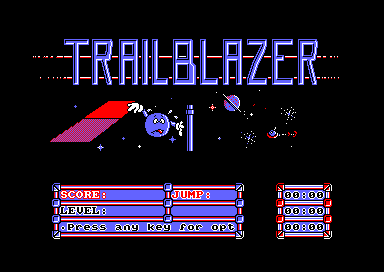 TRAILBLAZER
SCORE: JUMP: 00:00
LEVEL: 00:00
.Press any key for opt 00:00